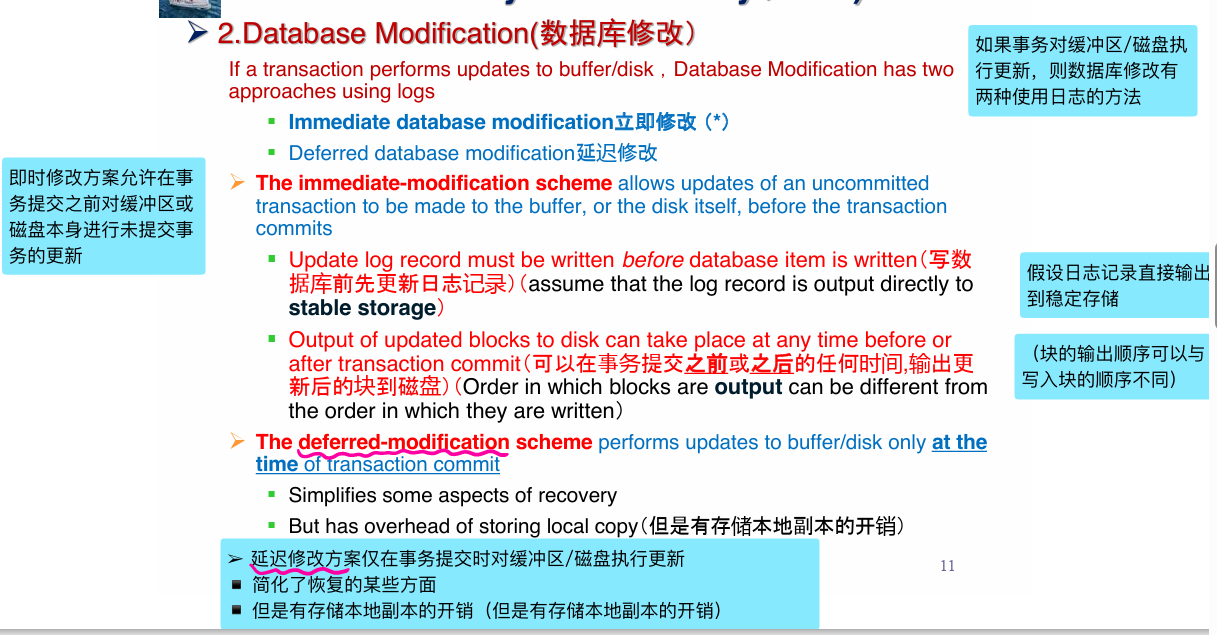 2.Database Modification(数据库修改）
If a transaction performs updates to buffer/disk，Database Modification has two
approaches using logs
Immediate database modification立即修改（*）
Deferred database modification延迟修改
The immediate-modification scheme allows updates of an uncommitted
transaction to be made to the buffer, or the disk itself, before the transaction
commits
Update log record must be written before database item is written（写数
据库前先更新日志记录）（assume that the log record is output directly to
stable storage）
Output of updated blocks to disk can take place at any time before or
after transaction commit（可以在事务提交之前或之后的任何时间,输出更
新后的块到磁盘）（Order in which blocks are output can be different from
the order in which they are written）
The deferred-modification scheme performs updates to buffer/disk only at the
time of transaction commit
Simplifies some aspects of recovery
But has overhead of storing local copy（但是有存储本地副本的开销）
如果事务对缓冲区/磁盘执
行更新，则数据库修改有
两种使用日志的方法
即时修改方案允许在事
务提交之前对缓冲区或
磁盘本身进行未提交事
务的更新
假设日志记录直接输出
到稳定存储
（块的输出顺序可以与
写入块的顺序不同）
➢ 延迟修改方案仅在事务提交时对缓冲区/磁盘执行更新
▪ 简化了恢复的某些方面
▪ 但是有存储本地副本的开销（但是有存储本地副本的开销）
11